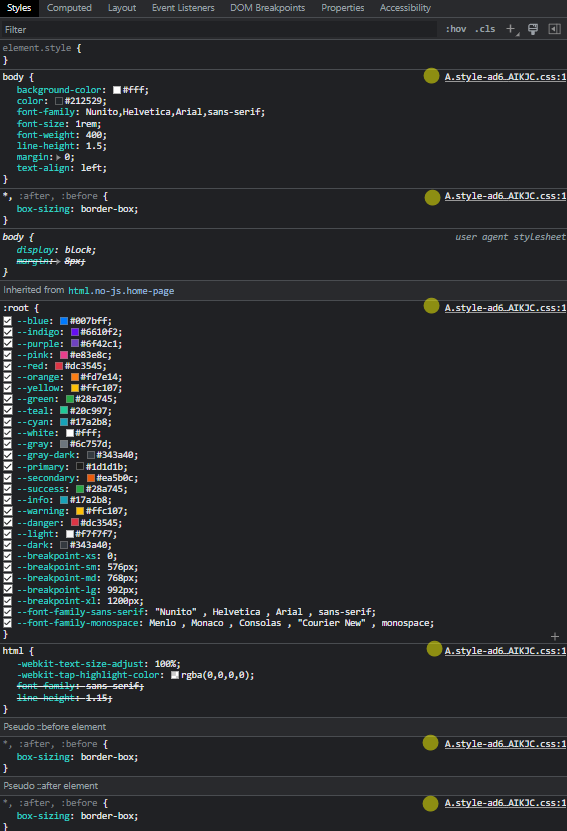 Styles Computed Layout Event Listeners DOM Breakpoints Properties Accessibility
Filter :hov .cls +
element.style {
}
body { A.style-ad6…AIKJC.css:1
background-color: #fff;
color: #212529;
font-family: Nunito,Helvetica,Arial,sans-serif;
font-size: 1rem;
font-weight: 400;
line-height: 1.5;
margin: 0;
text-align: left;
}
*, :after, :before { A.style-ad6…AIKJC.css:1
box-sizing: border-box;
}
body { user agent stylesheet
display: block;
margin: 8px;
}
Inherited from html.no-js.home-page
:root { A.style-ad6…AIKJC.css:1
--blue: #007bff;
--indigo: #6610f2;
--purple: #6f42c1;
--pink: #e83e8c;
--red: #dc3545;
--orange: #fd7e14;
--yellow: #ffc107;
--green: #28a745;
--teal: #20c997;
--cyan: #17a2b8;
--white: #fff;
--gray: #6c757d;
--gray-dark: #343a40;
--primary: #1d1d1b;
--secondary: #ea5b0c;
--success: #28a745;
--info: #17a2b8;
--warning: #ffc107;
--danger: #dc3545;
--light: #f7f7f7;
--dark: #343a40;
--breakpoint-xs: 0;
--breakpoint-sm: 576px;
--breakpoint-md: 768px;
--breakpoint-lg: 992px;
--breakpoint-xl: 1200px;
--font-family-sans-serif: "Nunito" , Helvetica , Arial , sans-serif;
--font-family-monospace: Menlo , Monaco , Consolas , "Courier New" , monospace;
}
html { A.style-ad6…AIKJC.css:1
-webkit-text-size-adjust: 100%;
-webkit-tap-highlight-color: rgba(0,0,0,0);
font-family: sans-serif;
line-height: 1.15;
}
Pseudo ::before element
*, :after, :before { A.style-ad6…AIKJC.css:1
box-sizing: border-box;
}
Pseudo ::after element
*, :after, :before { A.style-ad6…AIKJC.css:1
box-sizing: border-box;
}